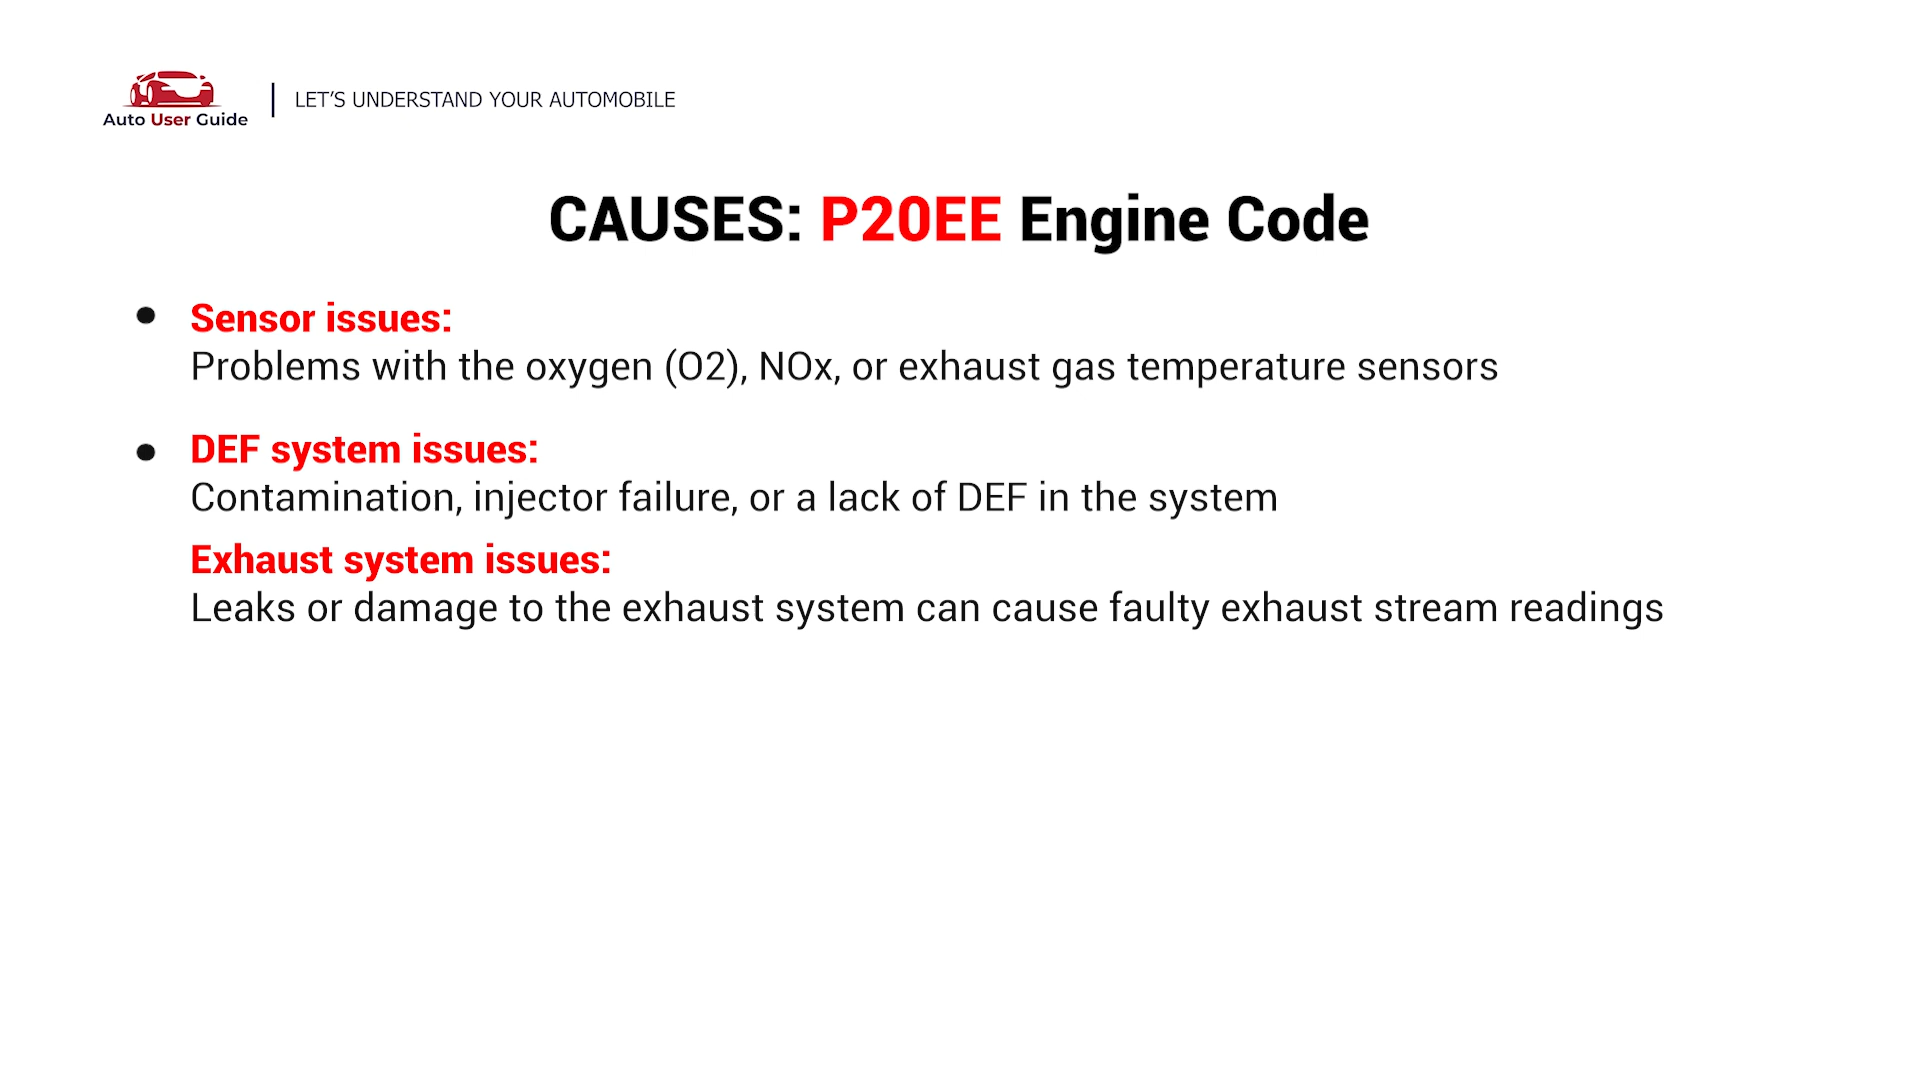 Auto User Guide
LET'S UNDERSTAND YOUR AUTOMOBILE
CAUSES: P20EE Engine Code
• Sensor issues:
Problems with the oxygen (O2), NOx, or exhaust gas temperature sensors
• DEF system issues:
Contamination, injector failure, or a lack of DEF in the system
Exhaust system issues:
Leaks or damage to the exhaust system can cause faulty exhaust stream readings